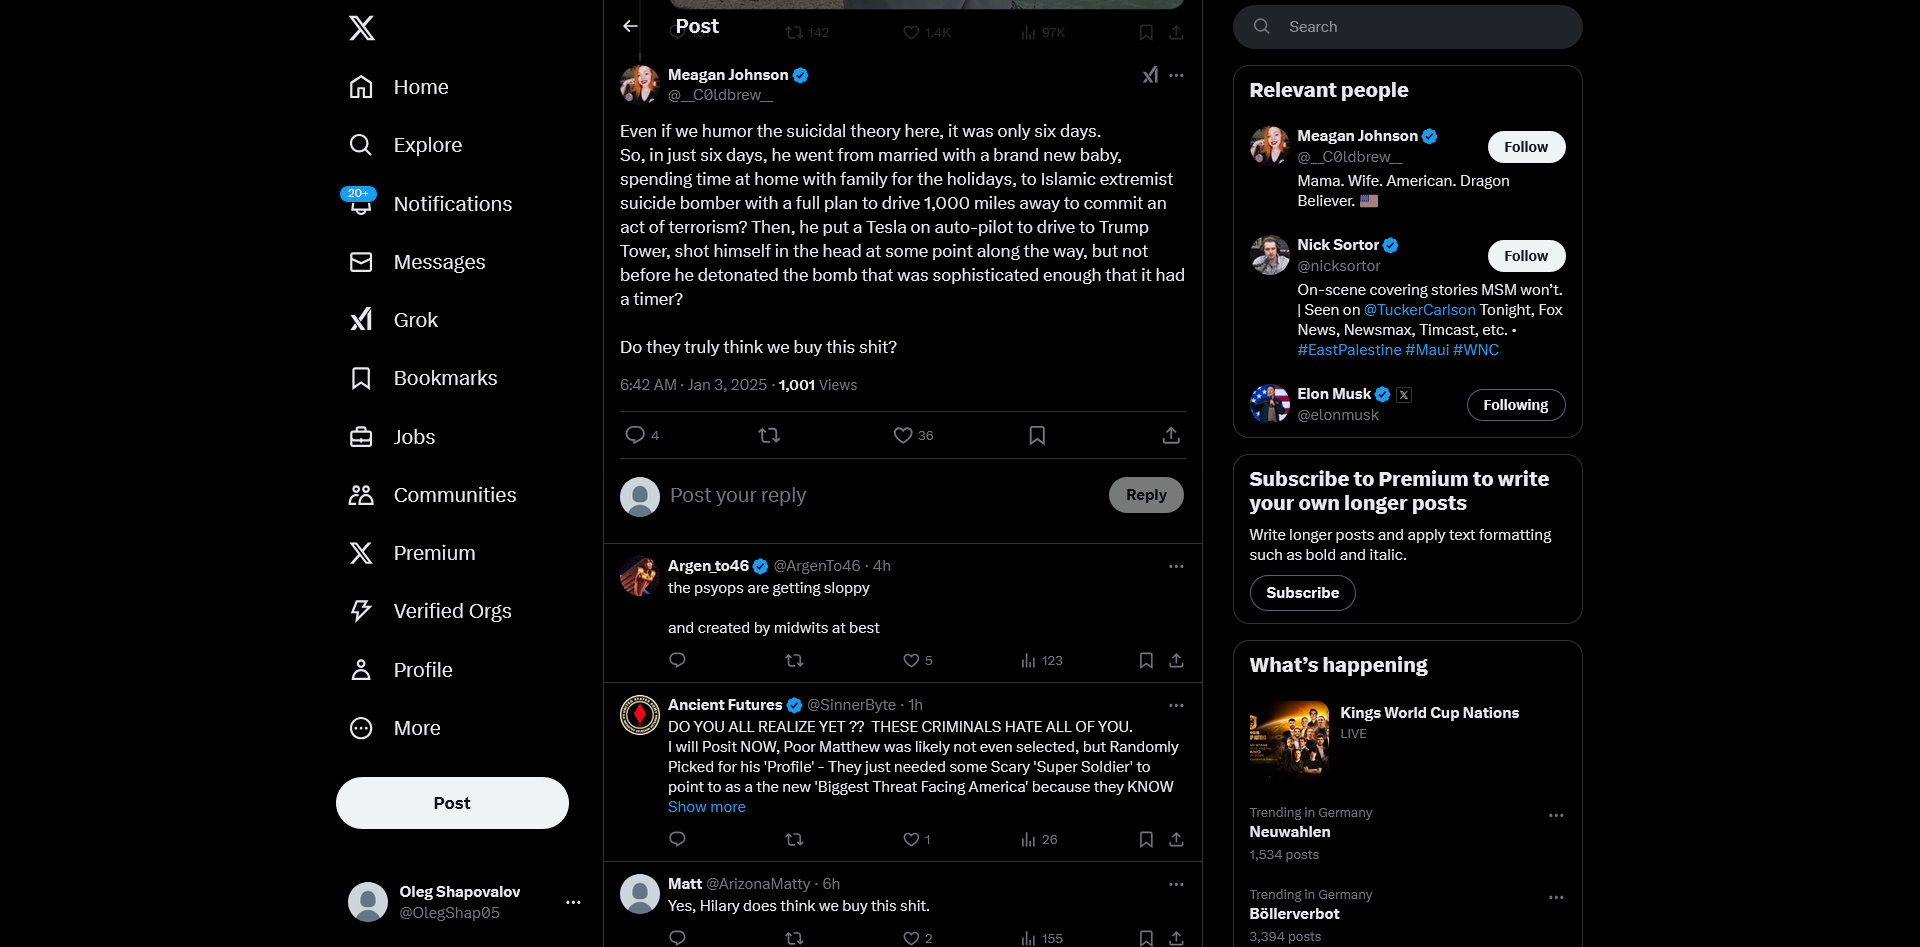 Home
Explore
20+
Notifications
Messages
Grok
Bookmarks
Jobs
Communities
Premium
Verified Orgs
Profile
More
Post
Oleg Shapovalov
@OlegShap05
Post
142
1.4K
97K
Meagan Johnson
@__C0ldbrew__
Even if we humor the suicidal theory here, it was only six days.
So, in just six days, he went from married with a brand new baby,
spending time at home with family for the holidays, to Islamic extremist
suicide bomber with a full plan to drive 1,000 miles away to commit an
act of terrorism? Then, he put a Tesla on auto-pilot to drive to Trump
Tower, shot himself in the head at some point along the way, but not
before he detonated the bomb that was sophisticated enough that it had
a timer?
Do they truly think we buy this shit?
6:42 AM · Jan 3, 2025 · 1,001 Views
4
36
Post your reply
Reply
Argen_to46 @ArgenTo46 · 4h
the psyops are getting sloppy
and created by midwits at best
5
123
Ancient Futures @SinnerByte · 1h
DO YOU ALL REALIZE YET ?? THESE CRIMINALS HATE ALL OF YOU.
I will Posit NOW, Poor Matthew was likely not even selected, but Randomly
Picked for his 'Profile' - They just needed some Scary 'Super Soldier' to
point to as a the new 'Biggest Threat Facing America' because they KNOW
Show more
1
26
Matt @ArizonaMatty · 6h
Yes, Hilary does think we buy this shit.
2
155
Search
Relevant people
Meagan Johnson
@__C0ldbrew__
Follow
Mama. Wife. American. Dragon
Believer. 🇺🇸
Nick Sortor
@nicksortor
Follow
On-scene covering stories MSM won't.
| Seen on @TuckerCarlson Tonight, Fox
News, Newsmax, Timcast, etc. •
#EastPalestine #Maui #WNC
Elon Musk
@elonmusk
Following
Subscribe to Premium to write
your own longer posts
Write longer posts and apply text formatting
such as bold and italic.
Subscribe
What's happening
Kings World Cup Nations
LIVE
Trending in Germany
Neuwahlen
1,534 posts
Trending in Germany
Böllerverbot
3,394 posts